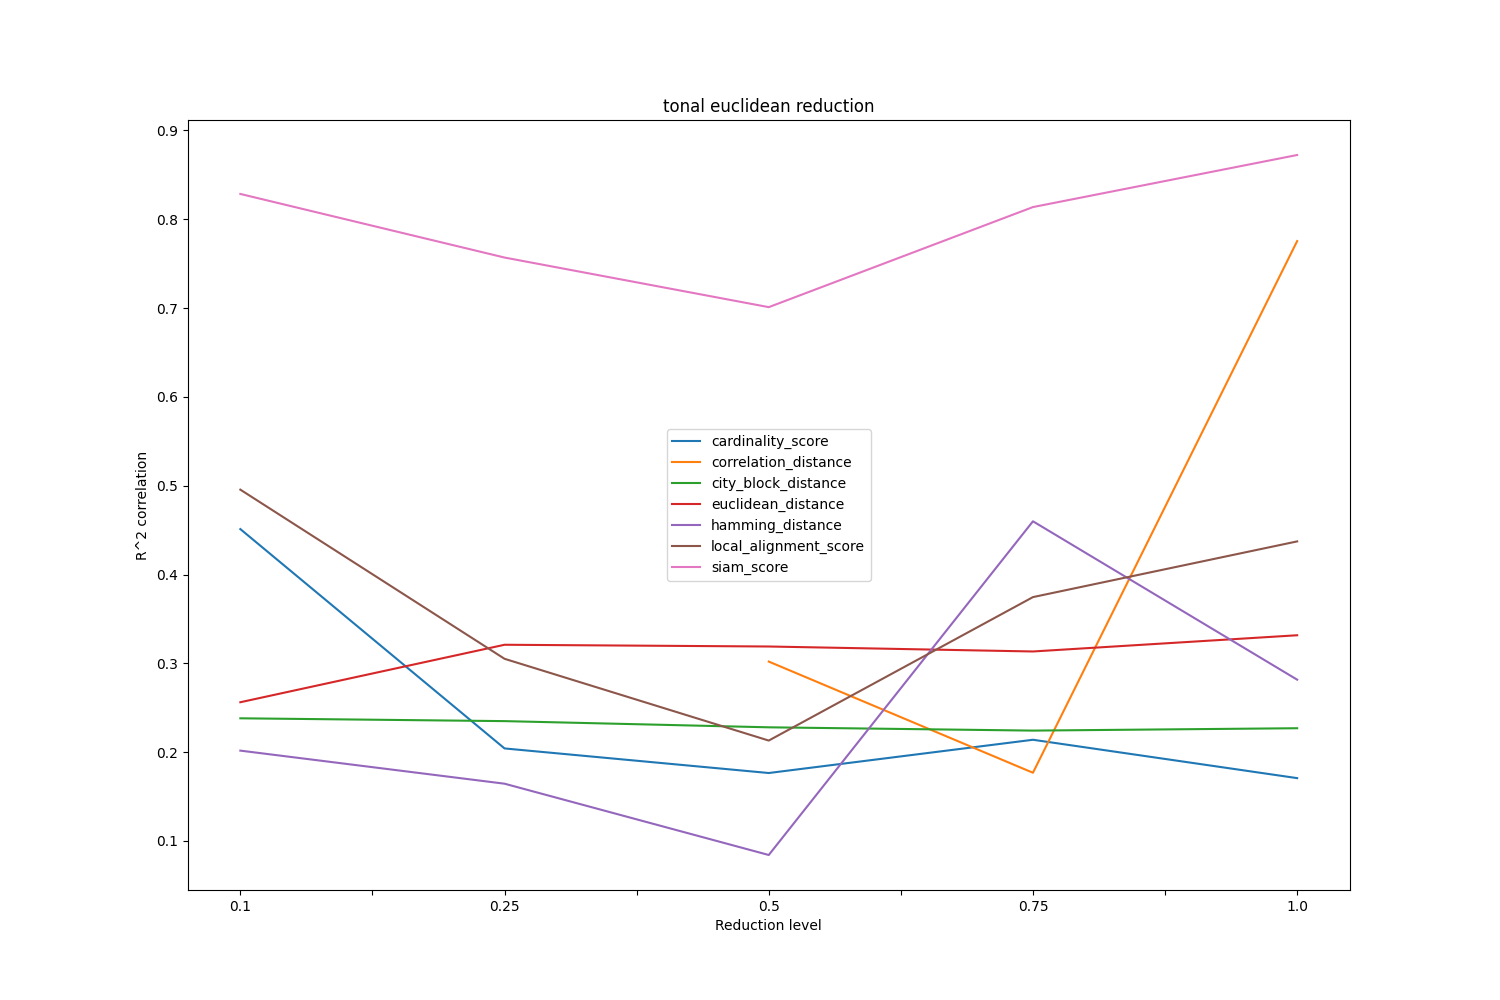 tonal euclidean reduction
0.9
0.8
0.7
0.6
0.5
0.4
0.3
0.2
0.1
R^2 correlation
cardinality_score
correlation_distance
city_block_distance
euclidean_distance
hamming_distance
local_alignment_score
siam_score
0.1 0.25 0.5 0.75 1.0
Reduction level